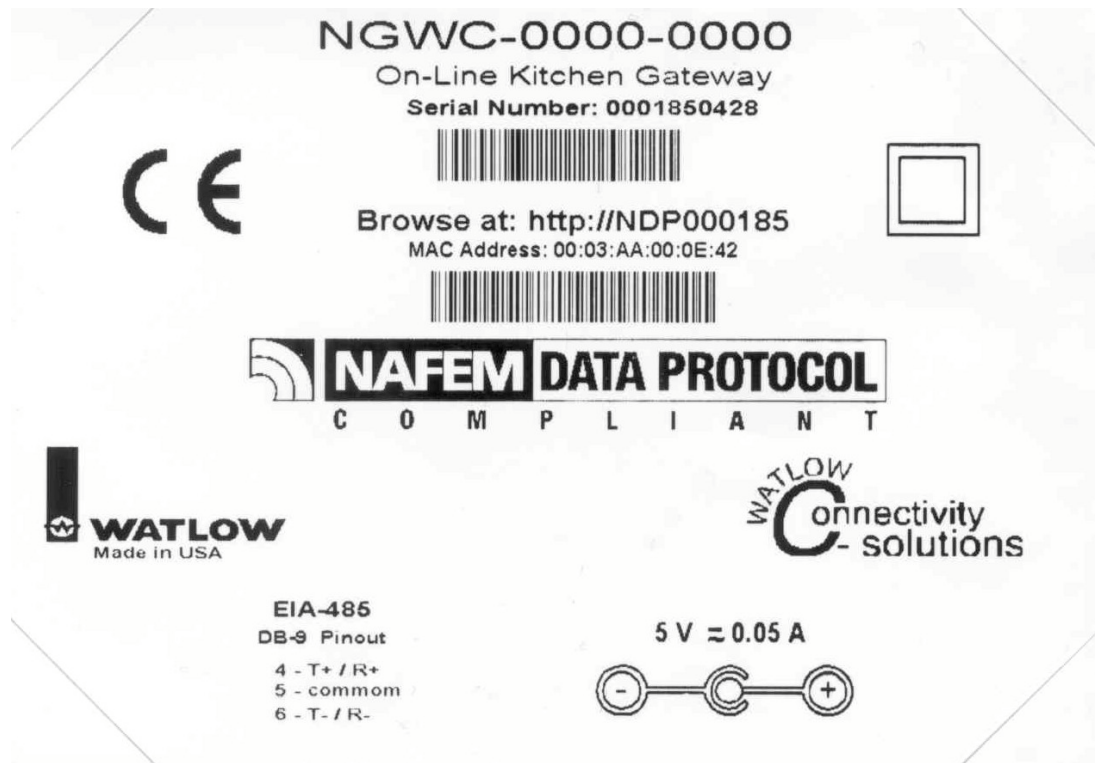 NGWC-0000-0000
On-Line Kitchen Gateway
Serial Number: 0001850428
CE
Browse at: http://NDP000185
MAC Address: 00:03:AA:00:0E:42
NAFEM DATA PROTOCOL
COMPLIANT
WATLOW
Made in USA
WATLOW
Connectivity
- solutions
EIA-485
DB-9 Pinout
4 - T+ / R+
5 - commom
6 - T- / R-
5 V ⎓ 0.05 A
- +